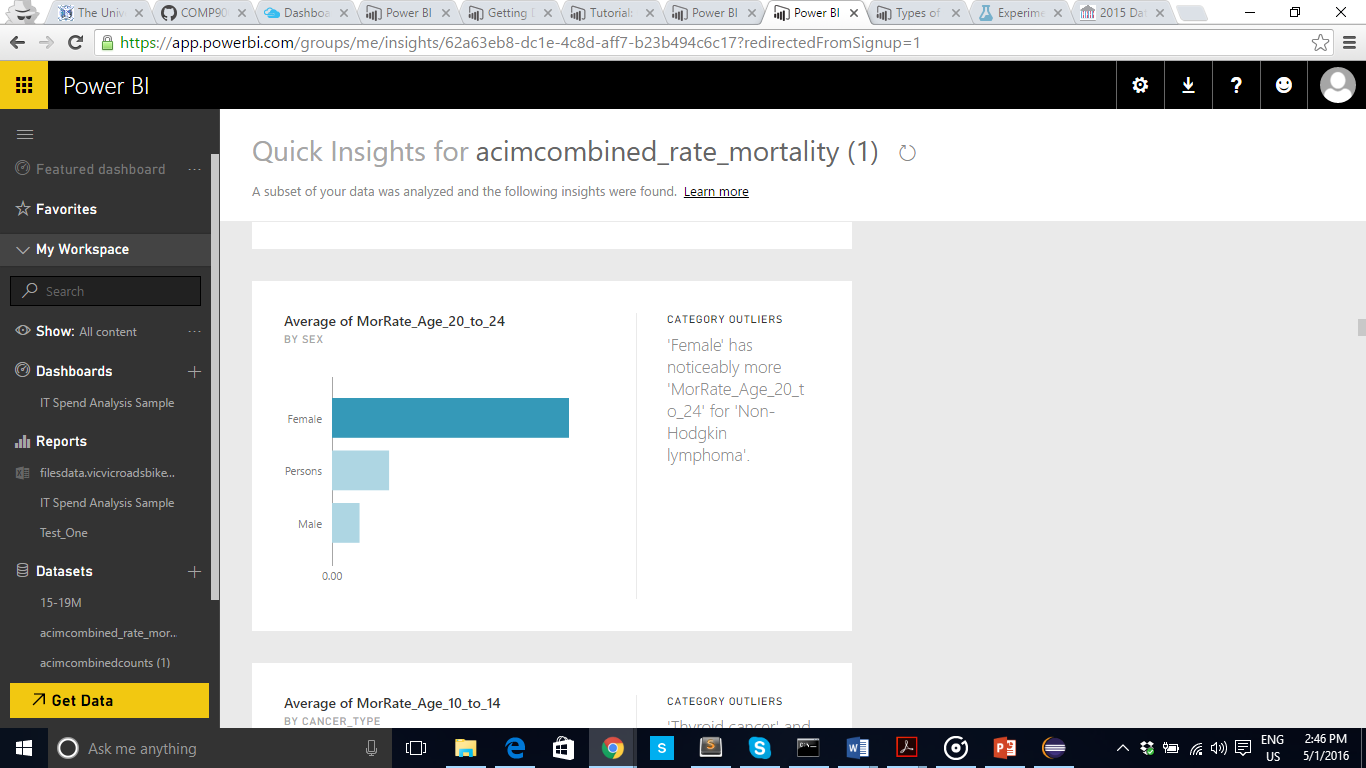 The Unive
COMP90
Dashboa
Power BI
Getting D
Tutorial:
Power BI
Power BI
Types of
Experime
2015 Dat
https://app.powerbi.com/groups/me/insights/62a63eb8-dc1e-4c8d-aff7-b23b494c6c17?redirectedFromSignup=1
Power BI
?
Featured dashboard ...
Favorites
My Workspace
Search
Show: All content ...
Dashboards +
IT Spend Analysis Sample
Reports
filesdata.vicvicroadsbike...
IT Spend Analysis Sample
Test_One
Datasets +
15-19M
acimcombined_rate_mor...
acimcombinedcounts (1)
Get Data
Quick Insights for acimcombined_rate_mortality (1)
A subset of your data was analyzed and the following insights were found. Learn more
Average of MorRate_Age_20_to_24
BY SEX
Female
Persons
Male
0.00
CATEGORY OUTLIERS
'Female' has
noticeably more
'MorRate_Age_20_t
o_24' for 'Non-
Hodgkin
lymphoma'.
Average of MorRate_Age_10_to_14
BY CANCER_TYPE
CATEGORY OUTLIERS
'Thyroid cancer' and
Ask me anything
ENG
US
2:46 PM
5/1/2016